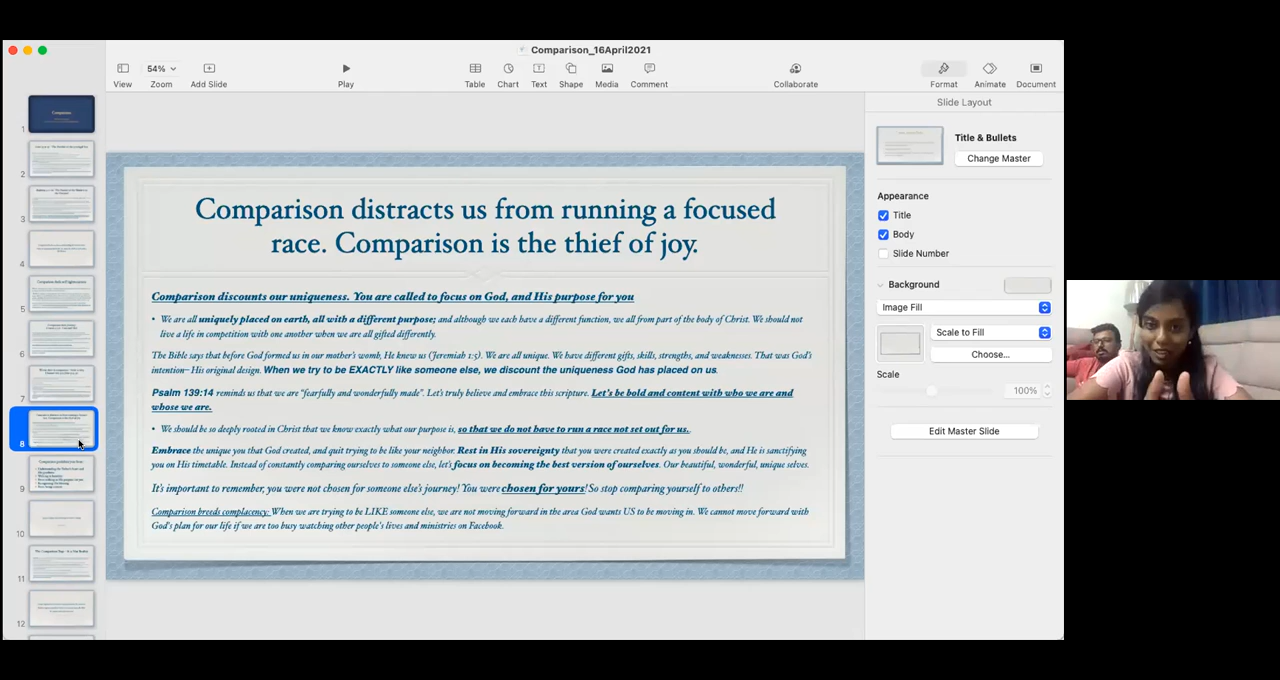 Comparison_16April2021
54%
View
Zoom
Add Slide
Play
Table
Chart
Text
Shape
Media
Comment
Collaborate
Format
Animate
Document
Slide Layout
Title & Bullets
Change Master
Appearance
Title
Body
Slide Number
Background
Image Fill
Scale to Fill
Choose...
Scale
100%
Edit Master Slide
1
2
3
4
5
6
7
8
9
10
11
12
Comparison distracts us from running a focused
race. Comparison is the thief of joy.
Comparison discounts our uniqueness. You are called to focus on God, and His purpose for you
• We are all uniquely placed on earth, all with a different purpose; and although we each have a different function, we all from part of the body of Christ. We should not
live a life in competition with one another when we are all gifted differently.
The Bible says that before God formed us in our mother's womb, He knew us (Jeremiah 1:5). We are all unique. We have different gifts, skills, strengths, and weaknesses. That was God's
intention– His original design. When we try to be EXACTLY like someone else, we discount the uniqueness God has placed on us.
Psalm 139:14 reminds us that we are "fearfully and wonderfully made". Let's truly believe and embrace this scripture. Let's be bold and content with who we are and
whose we are.
• We should be so deeply rooted in Christ that we know exactly what our purpose is, so that we do not have to run a race not set out for us.
Embrace the unique you that God created, and quit trying to be like your neighbor. Rest in His sovereignty that you were created exactly as you should be, and He is sanctifying
you on His timetable. Instead of constantly comparing ourselves to someone else, let's focus on becoming the best version of ourselves. Our beautiful, wonderful, unique selves.
It's important to remember, you were not chosen for someone else's journey! You were chosen for yours! So stop comparing yourself to others!!
Comparison breeds complacency: When we are trying to be LIKE someone else, we are not moving forward in the area God wants US to be moving in. We cannot move forward with
God's plan for our life if we are too busy watching other people's lives and ministries on Facebook.